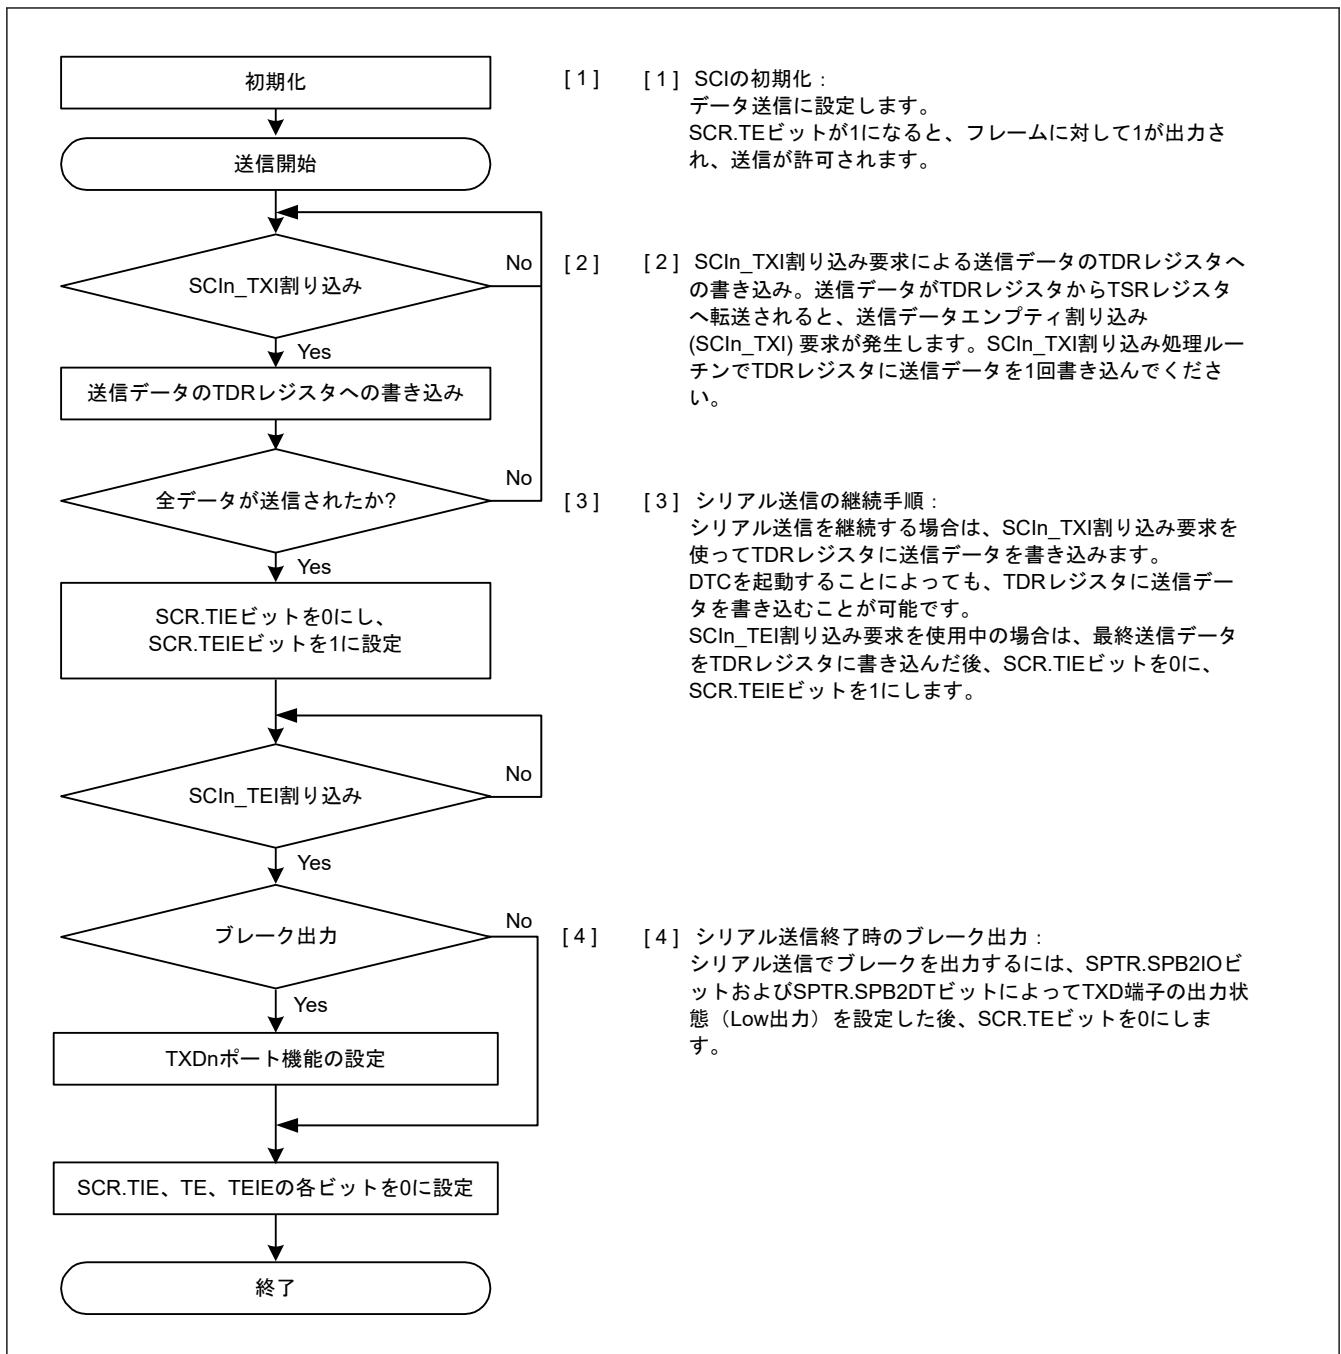 初期化
[ 1 ]
[ 1 ] SCIの初期化：
データ送信に設定します。
SCR.TEビットが1になると、フレームに対して1が出力さ
れ、送信が許可されます。
送信開始
SCIn_TXI割り込み
No
Yes
[ 2 ]
[ 2 ] SCIn_TXI割り込み要求による送信データのTDRレジスタへ
の書き込み。送信データがTDRレジスタからTSRレジスタ
へ転送されると、送信データエンプティ割り込み
(SCIn_TXI) 要求が発生します。SCIn_TXI割り込み処理ルー
チンでTDRレジスタに送信データを1回書き込んでくださ
い。
送信データのTDRレジスタへの書き込み
全データが送信されたか?
No
Yes
[ 3 ]
[ 3 ] シリアル送信の継続手順：
シリアル送信を継続する場合は、SCIn_TXI割り込み要求を
使ってTDRレジスタに送信データを書き込みます。
DTCを起動することによっても、TDRレジスタに送信デー
タを書き込むことが可能です。
SCIn_TEI割り込み要求を使用中の場合は、最終送信データ
をTDRレジスタに書き込んだ後、SCR.TIEビットを0に、
SCR.TEIEビットを1にします。
SCR.TIEビットを0にし、
SCR.TEIEビットを1に設定
SCIn_TEI割り込み
No
Yes
ブレーク出力
No
Yes
[ 4 ]
[ 4 ] シリアル送信終了時のブレーク出力：
シリアル送信でブレークを出力するには、SPTR.SPB2IOビ
ットおよびSPTR.SPB2DTビットによってTXD端子の出力状
態（Low出力）を設定した後、SCR.TEビットを0にしま
す。
TXDnポート機能の設定
SCR.TIE、TE、TEIEの各ビットを0に設定
終了